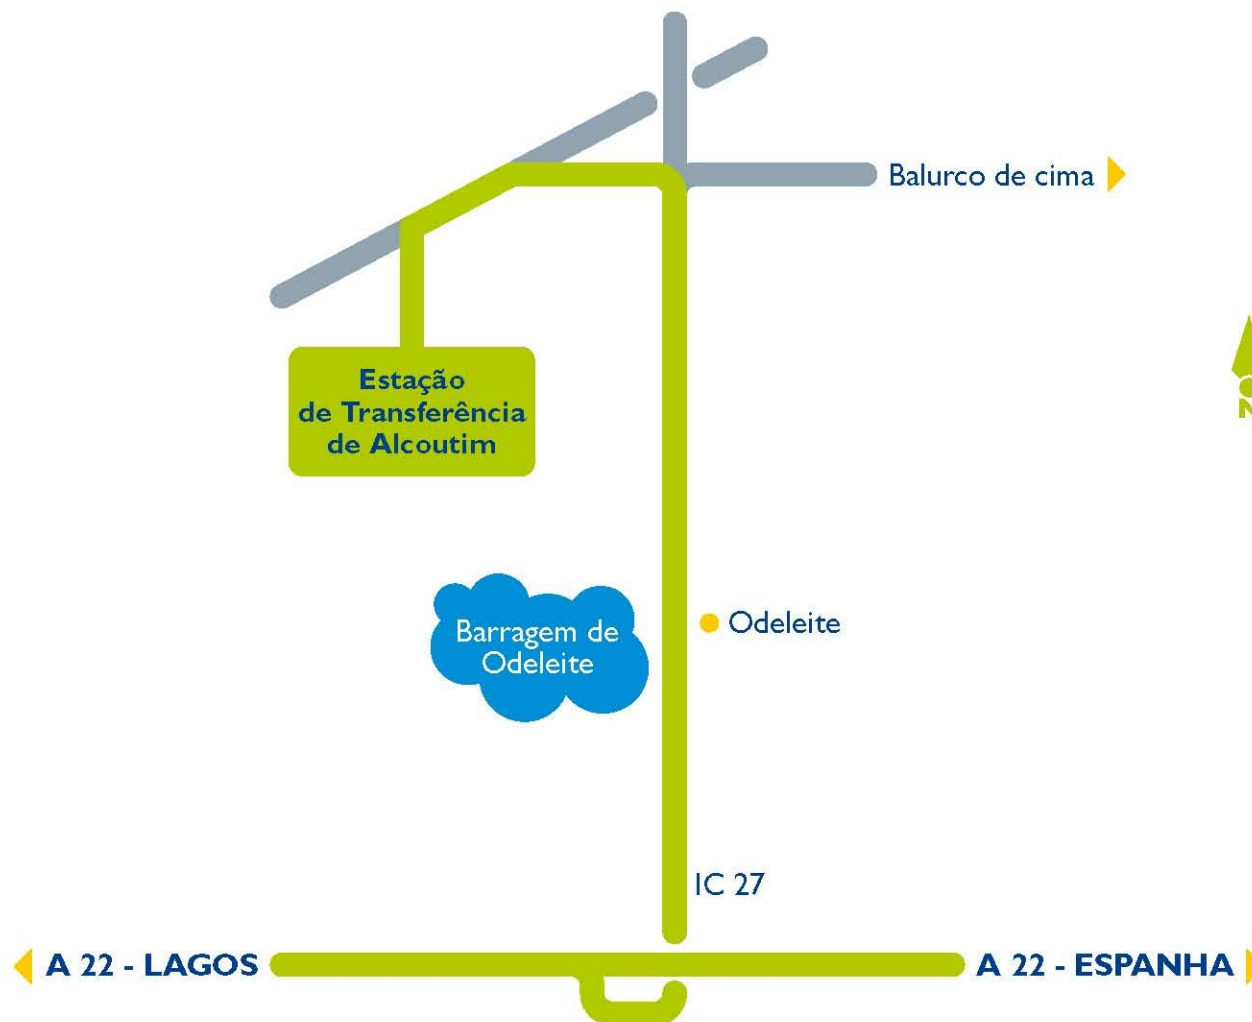 Balurco de cima
Estação
de Transferência
de Alcoutim
Odeleite
Barragem de
Odeleite
IC 27
A 22 - LAGOS
A 22 - ESPANHA